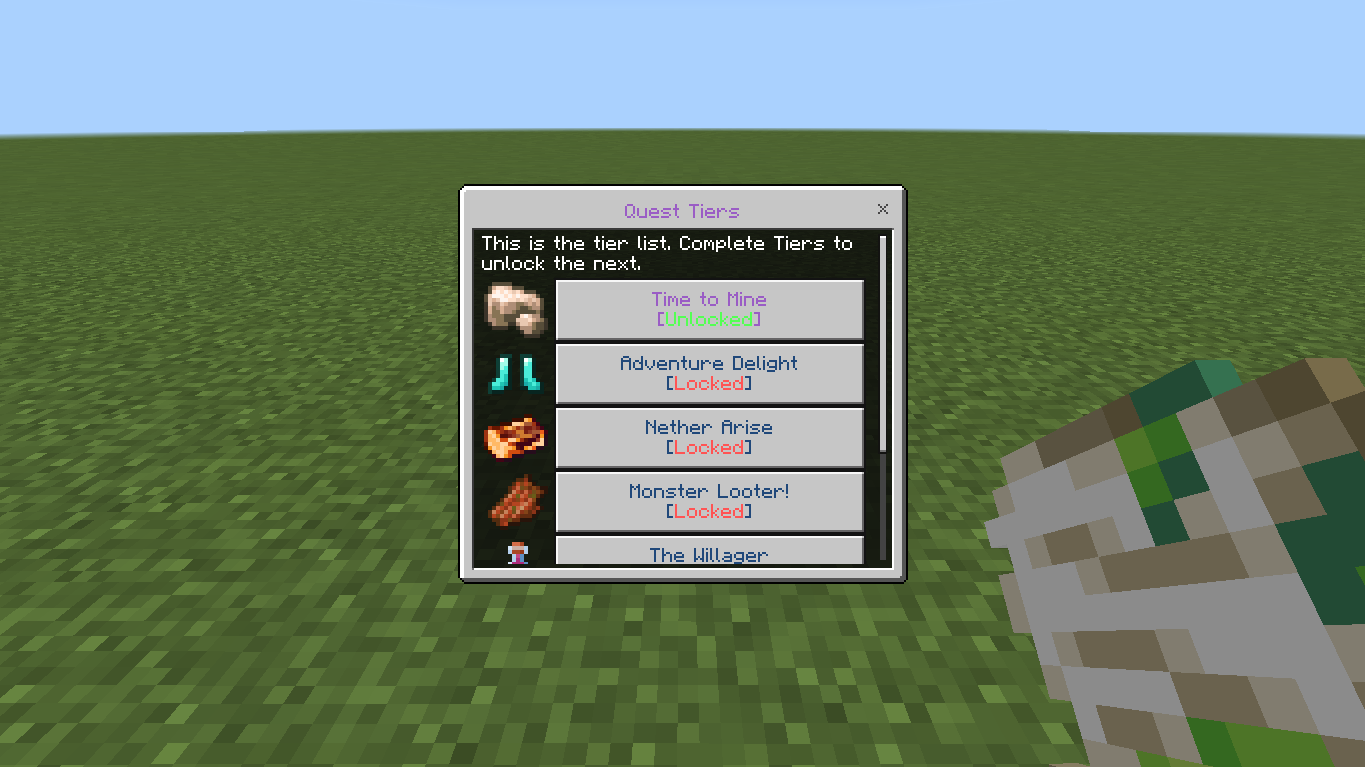 Quest Tiers
This is the tier list. Complete Tiers to
unlock the next.
Time to Mine
[Unlocked]
Adventure Delight
[Locked]
Nether Arise
[Locked]
Monster Looter!
[Locked]
The Willager